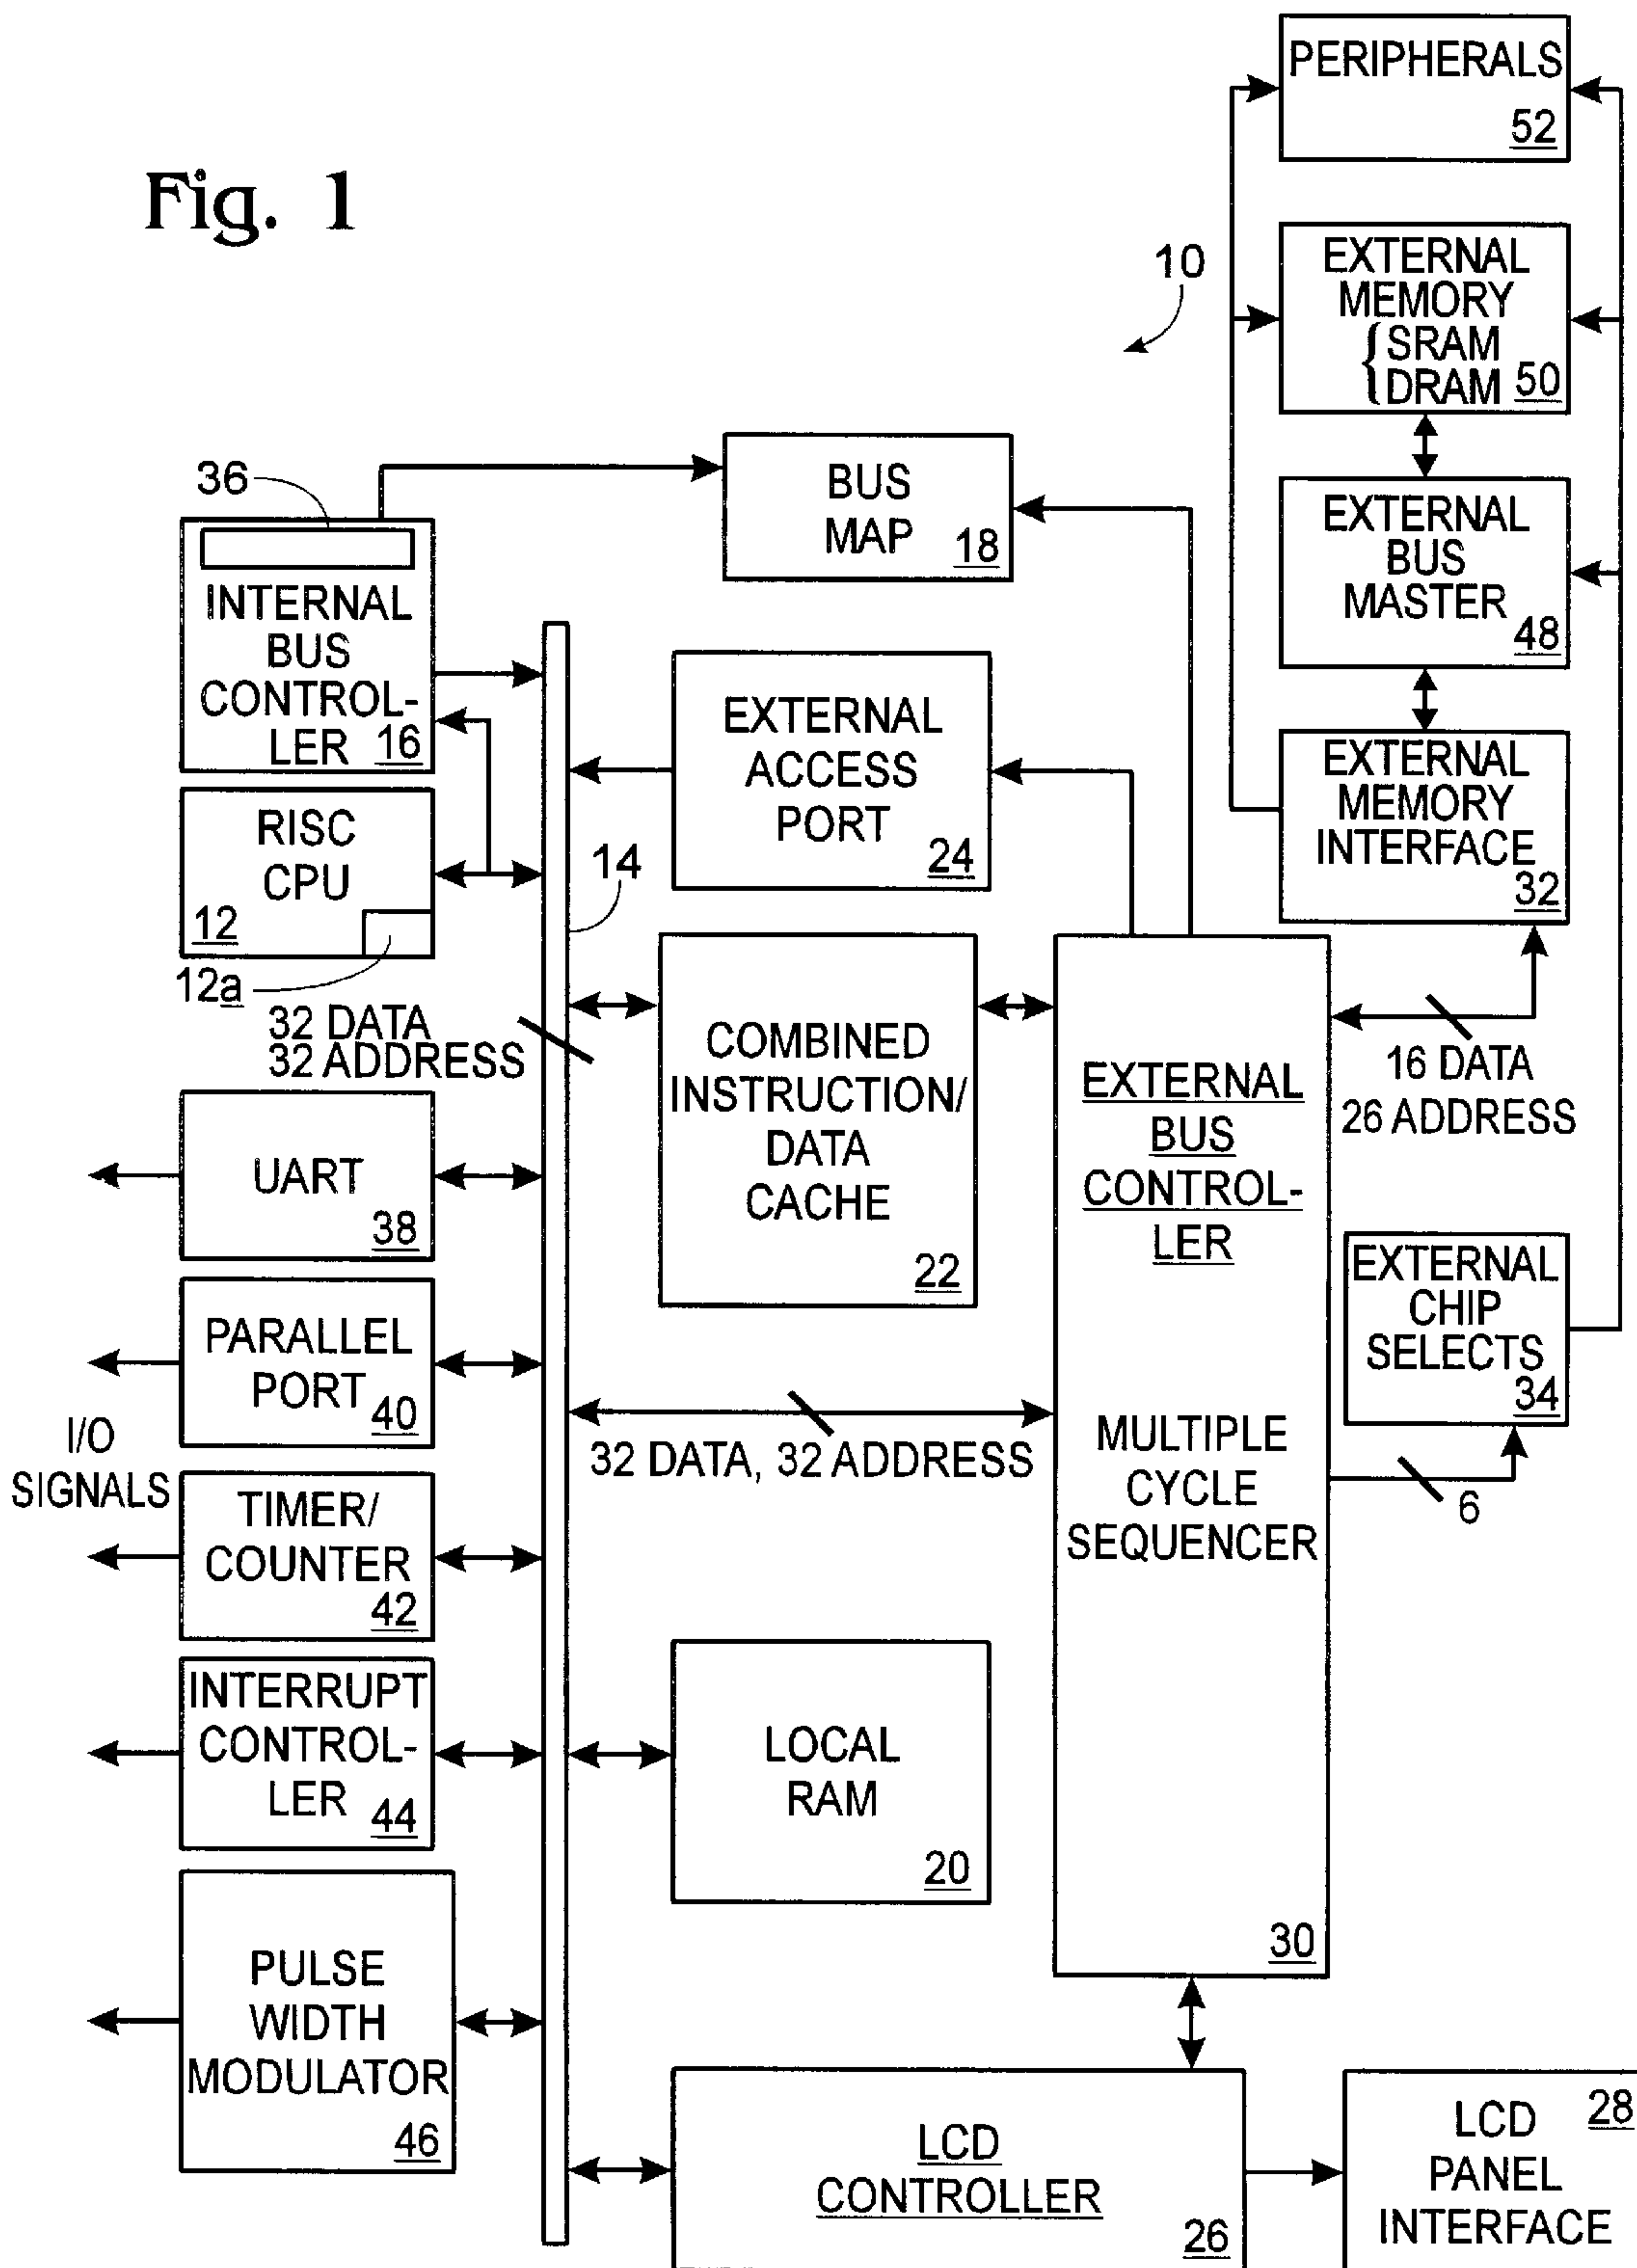 Fig. 1
PERIPHERALS
52
10
EXTERNAL
MEMORY
SRAM
DRAM
50
36
BUS
MAP
18
EXTERNAL
BUS
MASTER
48
INTERNAL
BUS
CONTROL-
LER 16
EXTERNAL
ACCESS
PORT
24
EXTERNAL
MEMORY
INTERFACE
32
RISC
CPU
12
12a
14
32 DATA
32 ADDRESS
COMBINED
INSTRUCTION/
DATA
CACHE
22
EXTERNAL
BUS
CONTROL-
LER
MULTIPLE
CYCLE
SEQUENCER
30
16 DATA
26 ADDRESS
UART
38
EXTERNAL
CHIP
SELECTS
34
6
PARALLEL
PORT
40
I/O
SIGNALS
32 DATA, 32 ADDRESS
TIMER/
COUNTER
42
INTERRUPT
CONTROL-
LER 44
LOCAL
RAM
20
PULSE
WIDTH
MODULATOR
46
LCD
CONTROLLER
26
28
LCD
PANEL
INTERFACE